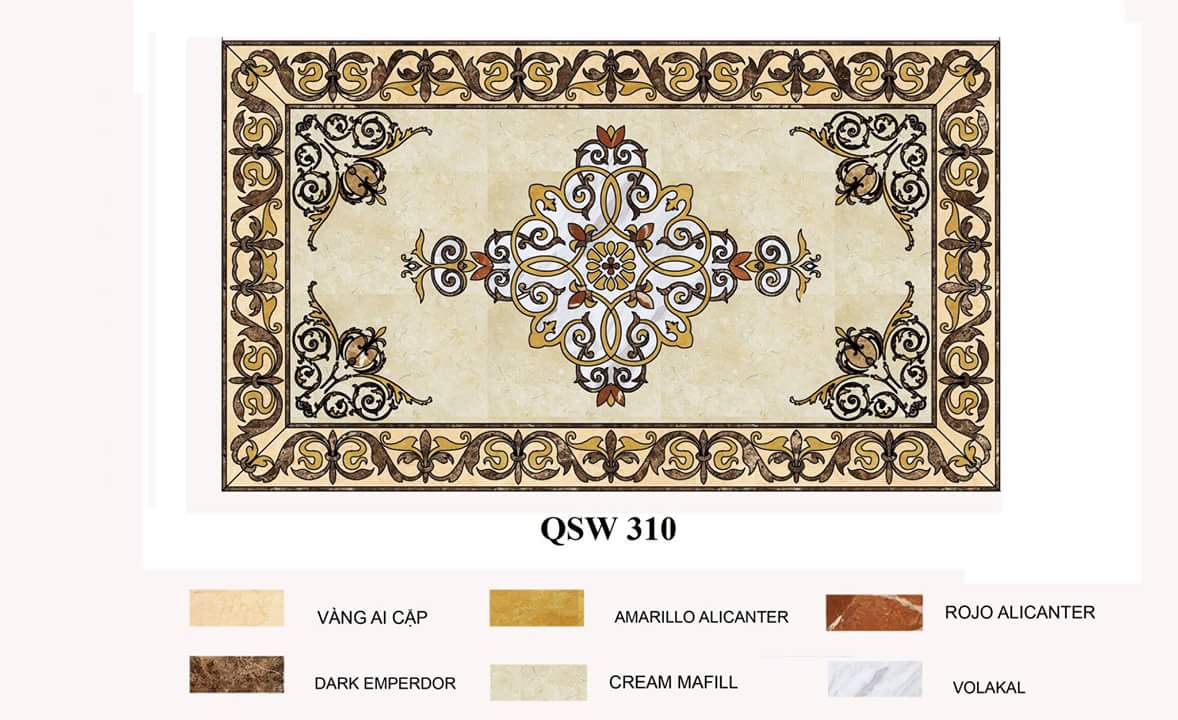 QSW 310
VÀNG AI CẬP
AMARILLO ALICANTER
ROJO ALICANTER
DARK EMPERDOR
CREAM MAFILL
VOLAKAL